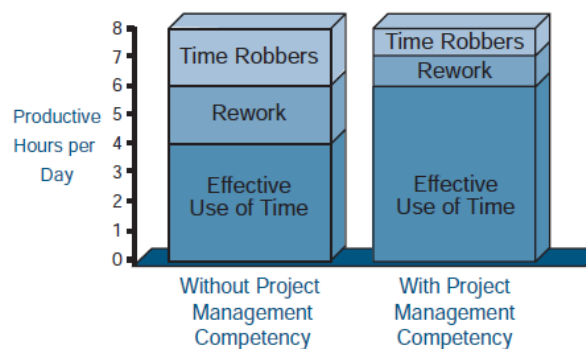 8
7
6
5
4
3
2
1
0
Productive
Hours per
Day
Time Robbers
Rework
Effective
Use of Time
Time Robbers
Rework
Effective
Use of Time
Without Project
Management
Competency
With Project
Management
Competency